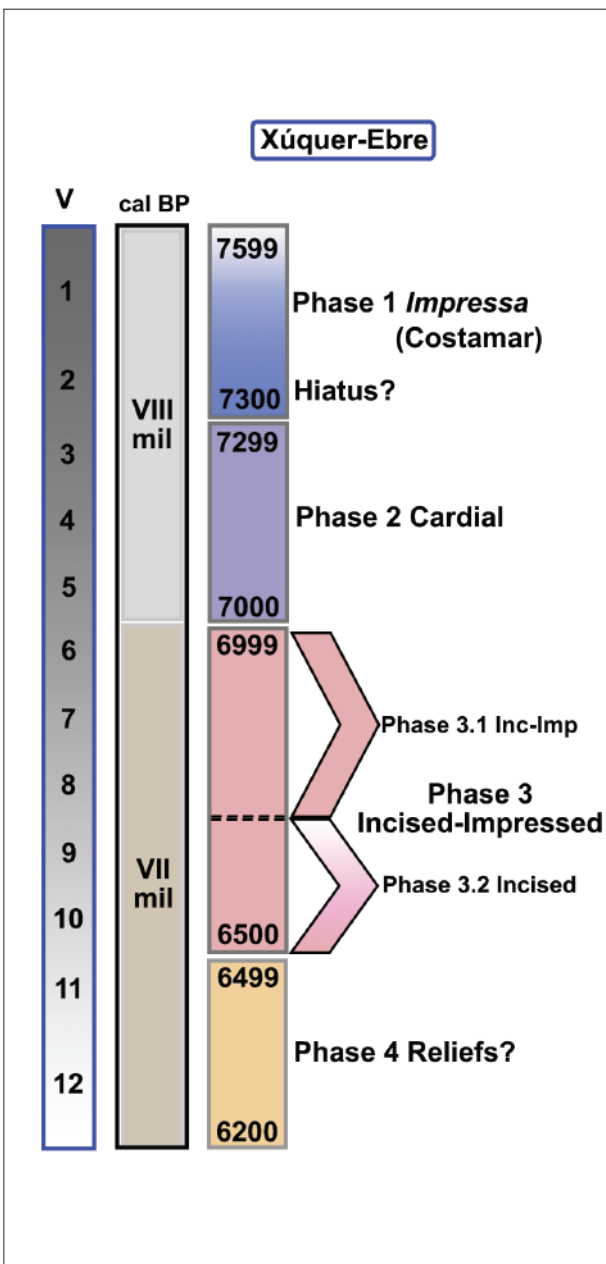 Xúquer-Ebre
V
cal BP
7599
1
Phase 1 Impressa
(Costamar)
2
Hiatus?
7300
VIII
mil
7299
3
4
Phase 2 Cardial
5
7000
6999
6
7
Phase 3.1 Inc-Imp
8
Phase 3
Incised-Impressed
9
VII
mil
Phase 3.2 Incised
10
6500
6499
11
Phase 4 Reliefs?
12
6200